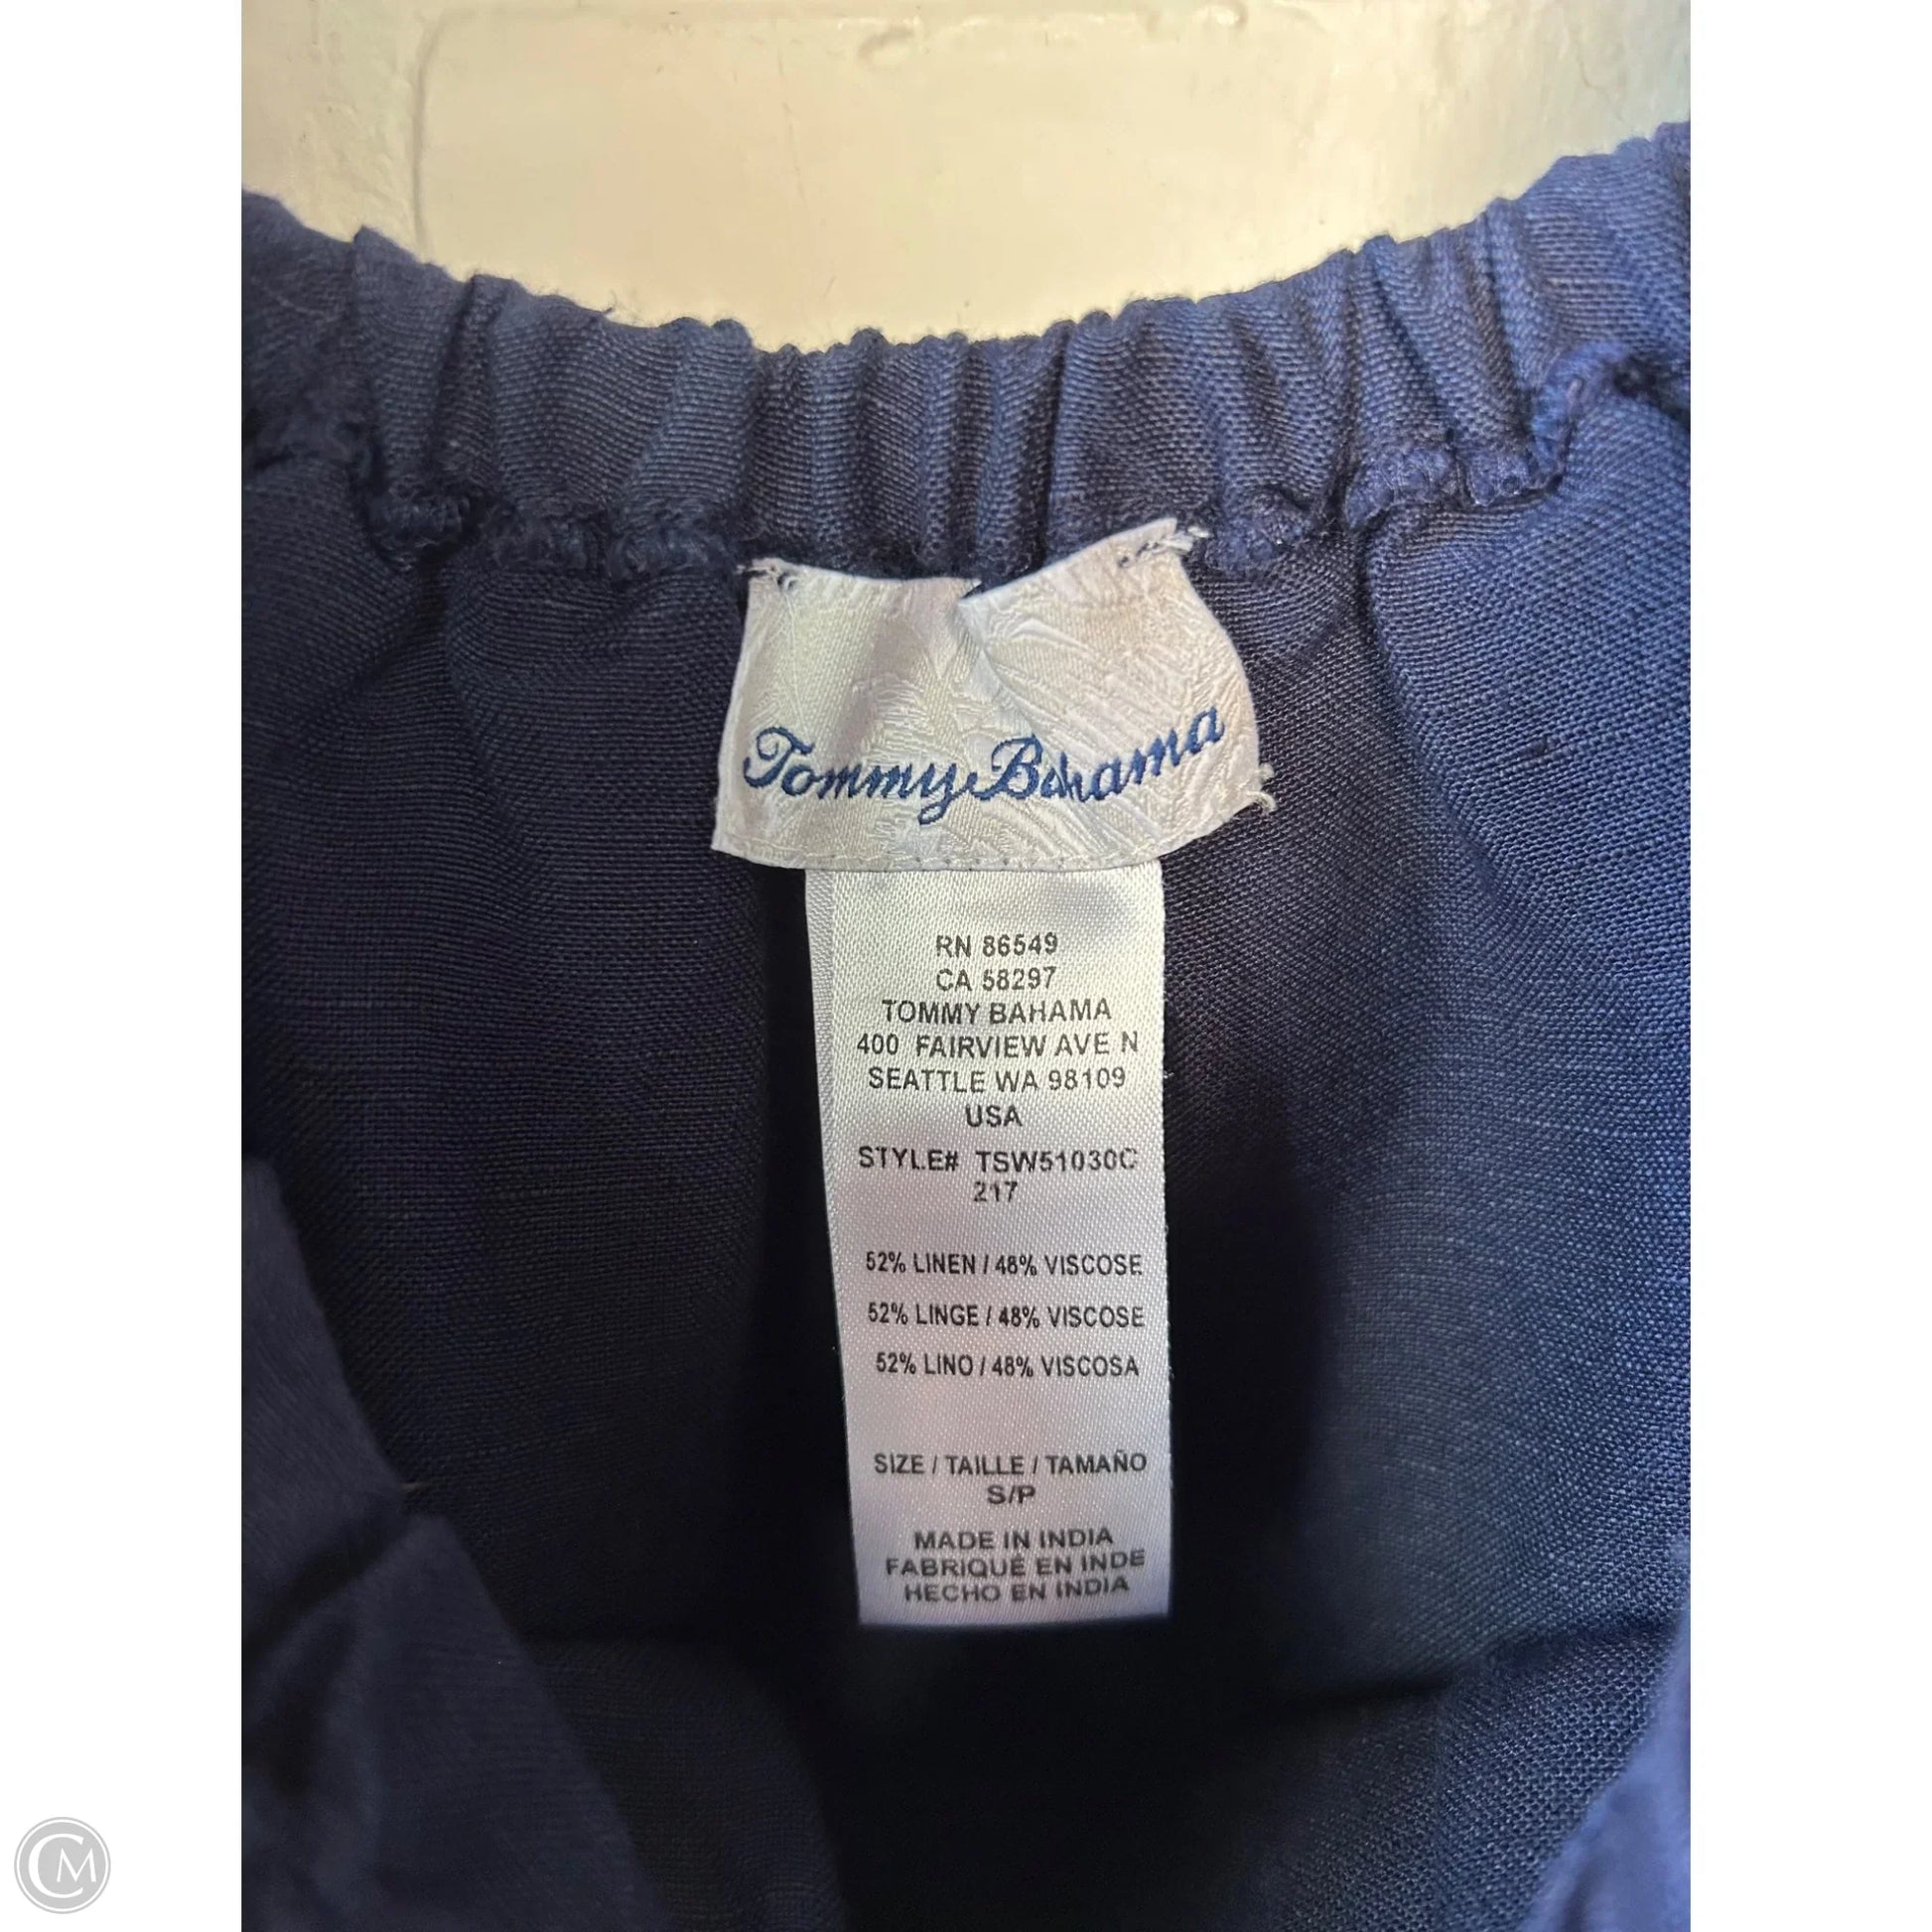 Tommy Bahama
RN 86549
CA 58297
TOMMY BAHAMA
400 FAIRVIEW AVE N
SEATTLE WA 98109
USA
STYLE# TSW51030C
217
52% LINEN / 48% VISCOSE
52% LINGE / 48% VISCOSE
52% LINO / 48% VISCOSA
SIZE / TAILLE / TAMAÑO
S/P
MADE IN INDIA
FABRIQUÉ EN INDE
HECHO EN INDIA
CM